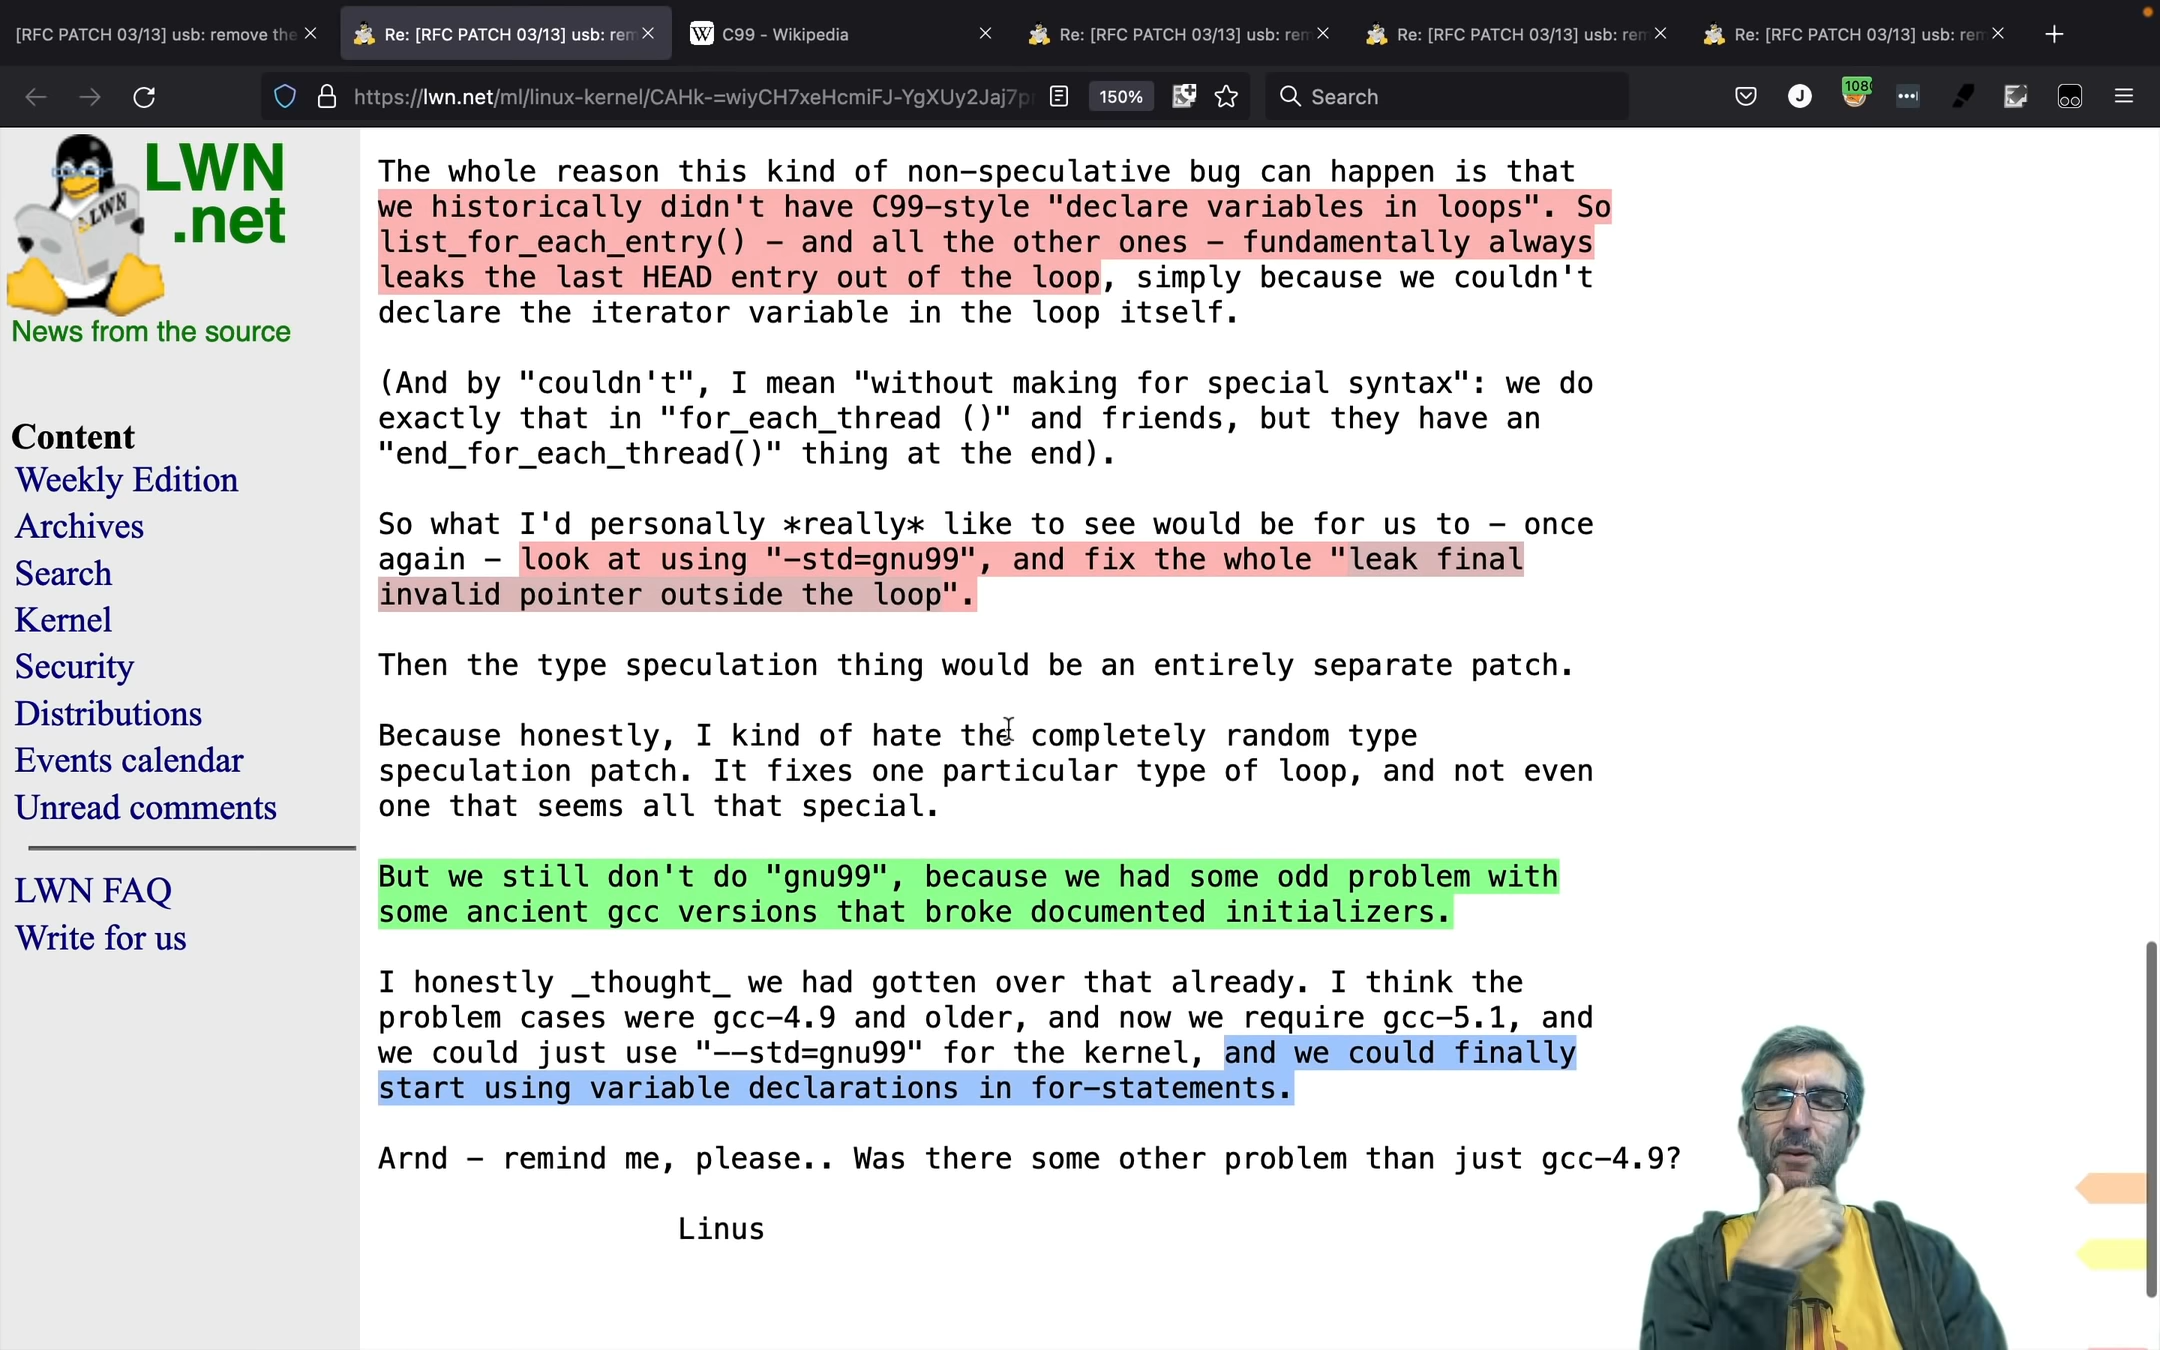 [RFC PATCH 03/13] usb: remove the
Re: [RFC PATCH 03/13] usb: rem
W C99 - Wikipedia
Re: [RFC PATCH 03/13] usb: rem
Re: [RFC PATCH 03/13] usb: rem
Re: [RFC PATCH 03/13] usb: rem
https://lwn.net/ml/linux-kernel/CAHk-=wiyCH7xeHcmiFJ-YgXUy2Jaj7p
150%
Search
J
108
LWN
LWN
.net
News from the source
Content
Weekly Edition
Archives
Search
Kernel
Security
Distributions
Events calendar
Unread comments
LWN FAQ
Write for us
The whole reason this kind of non-speculative bug can happen is that
we historically didn't have C99-style "declare variables in loops". So
list_for_each_entry() - and all the other ones - fundamentally always
leaks the last HEAD entry out of the loop, simply because we couldn't
declare the iterator variable in the loop itself.
(And by "couldn't", I mean "without making for special syntax": we do
exactly that in "for_each_thread ()" and friends, but they have an
"end_for_each_thread()" thing at the end).
So what I'd personally *really* like to see would be for us to - once
again - look at using "-std=gnu99", and fix the whole "leak final
invalid pointer outside the loop".
Then the type speculation thing would be an entirely separate patch.
Because honestly, I kind of hate the completely random type
speculation patch. It fixes one particular type of loop, and not even
one that seems all that special.
But we still don't do "gnu99", because we had some odd problem with
some ancient gcc versions that broke documented initializers.
I honestly _thought_ we had gotten over that already. I think the
problem cases were gcc-4.9 and older, and now we require gcc-5.1, and
we could just use "--std=gnu99" for the kernel, and we could finally
start using variable declarations in for-statements.
Arnd - remind me, please.. Was there some other problem than just gcc-4.9?
Linus